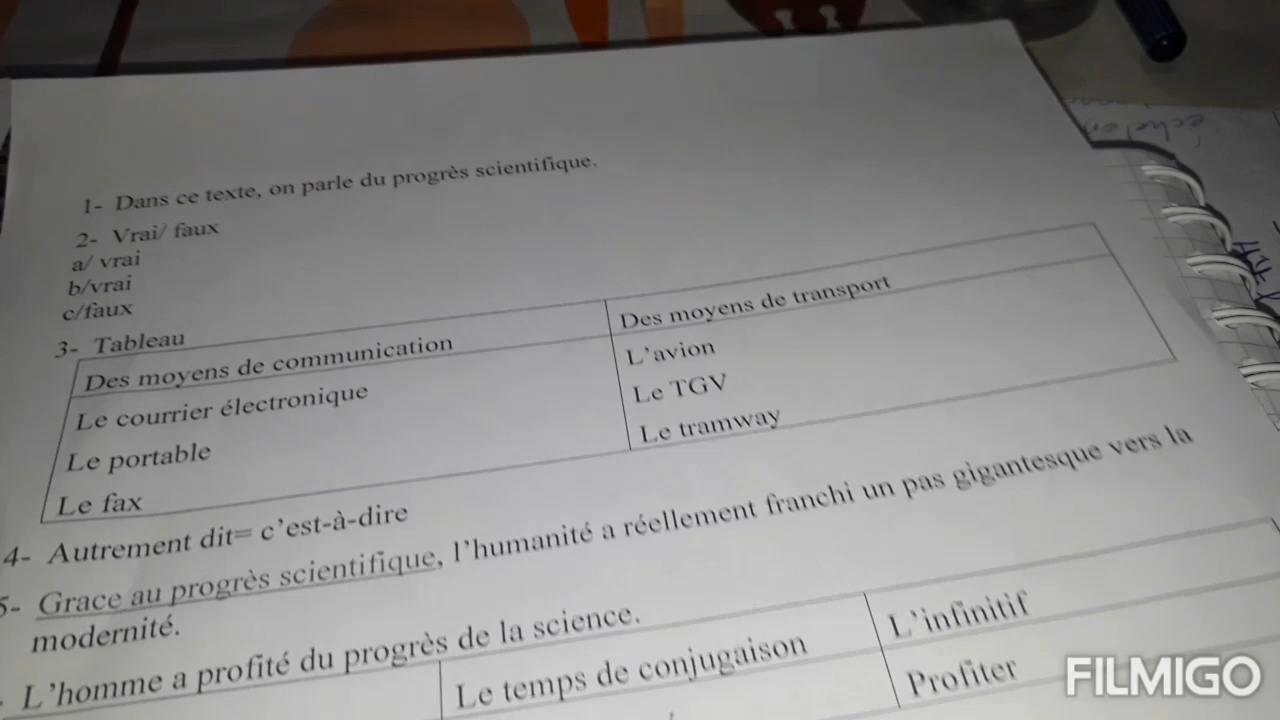 1- Dans ce texte, on parle du progrès scientifique.
2- Vrai/ faux
a/ vrai
b/vrai
c/faux
3- Tableau
Des moyens de communication
Des moyens de transport
Le courrier électronique
L'avion
Le portable
Le TGV
Le fax
Le tramway
4- Autrement dit= c'est-à-dire
5- Grace au progrès scientifique, l'humanité a réellement franchi un pas gigantesque vers la
modernité.
- L'homme a profité du progrès de la science.
Le temps de conjugaison
L'infinitif
Profiter
FILMIGO